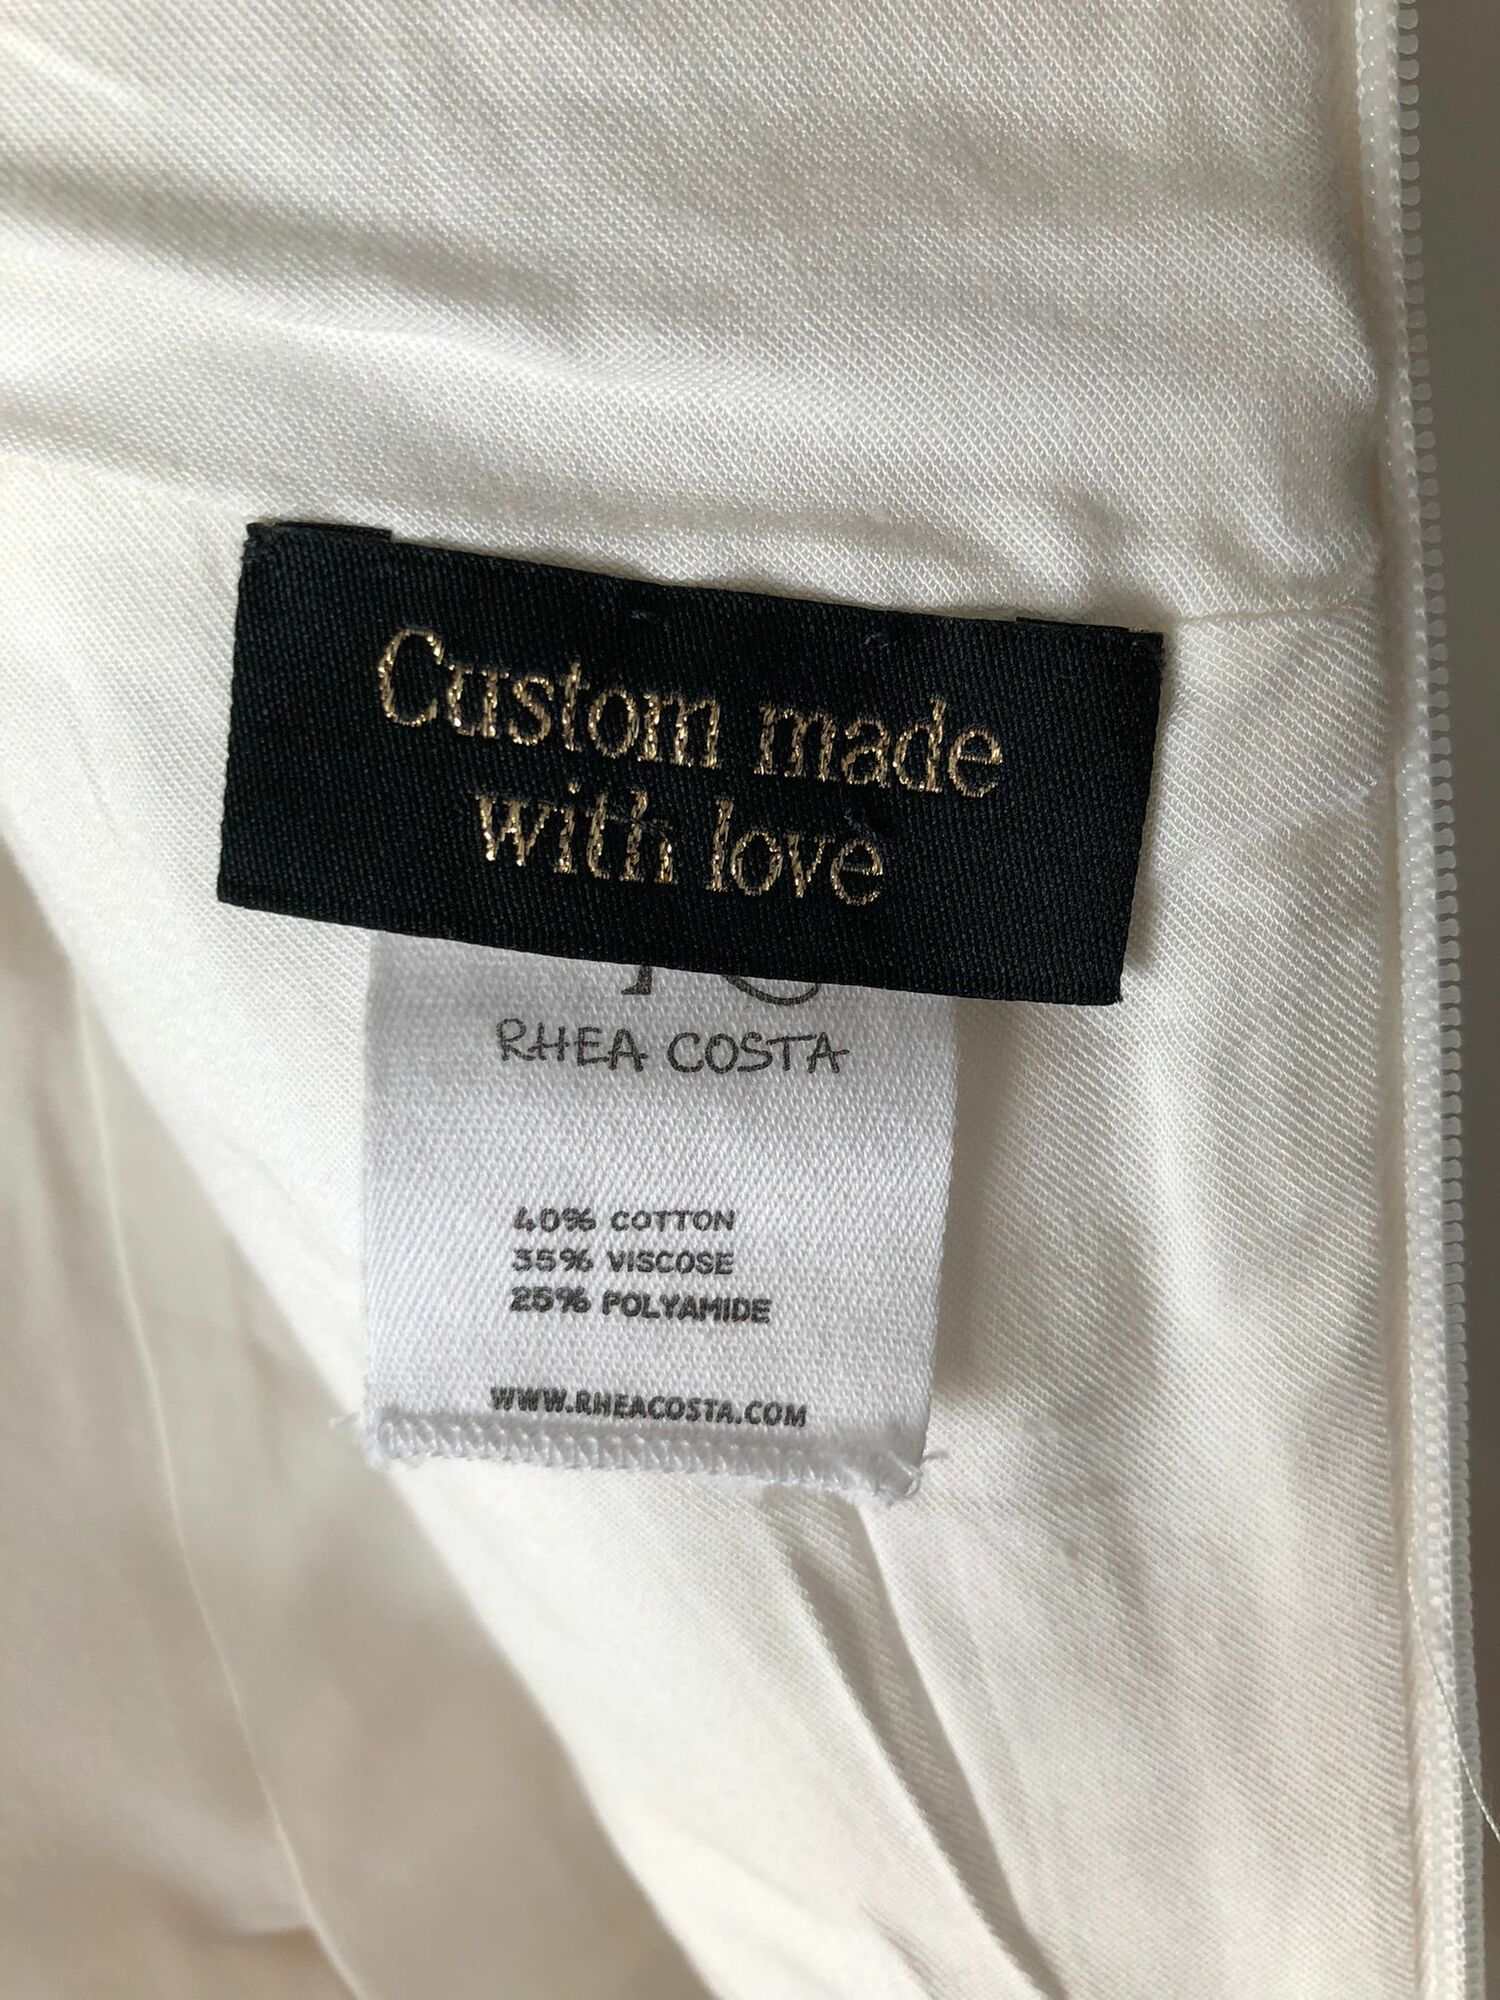 Custom made
with love
RHEA COSTA
40% COTTON
35% VISCOSE
25% POLYAMIDE
WWW.RHEACOSTA.COM